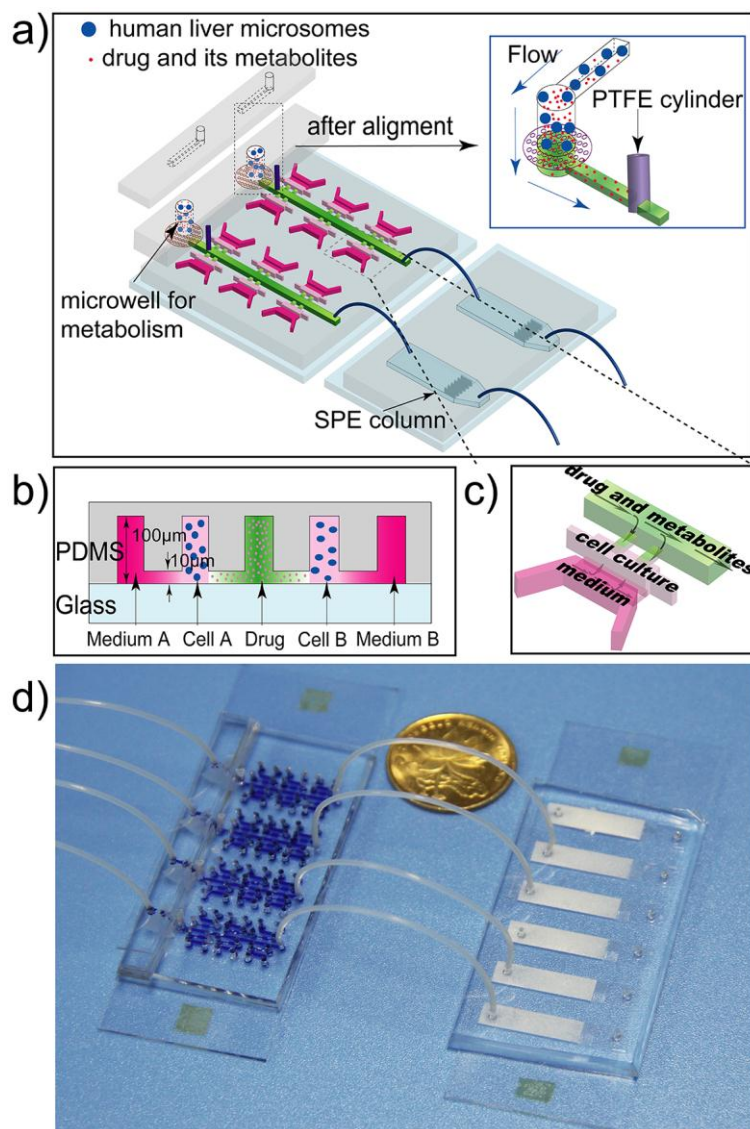 a)
human liver microsomes
drug and its metabolites
after aligment
Flow
PTFE cylinder
microwell for
metabolism
SPE column
b)
100μm
10μm
PDMS
Glass
Medium A
Cell A
Drug
Cell B
Medium B
c)
drug and metabolites
cell culture
medium
d)